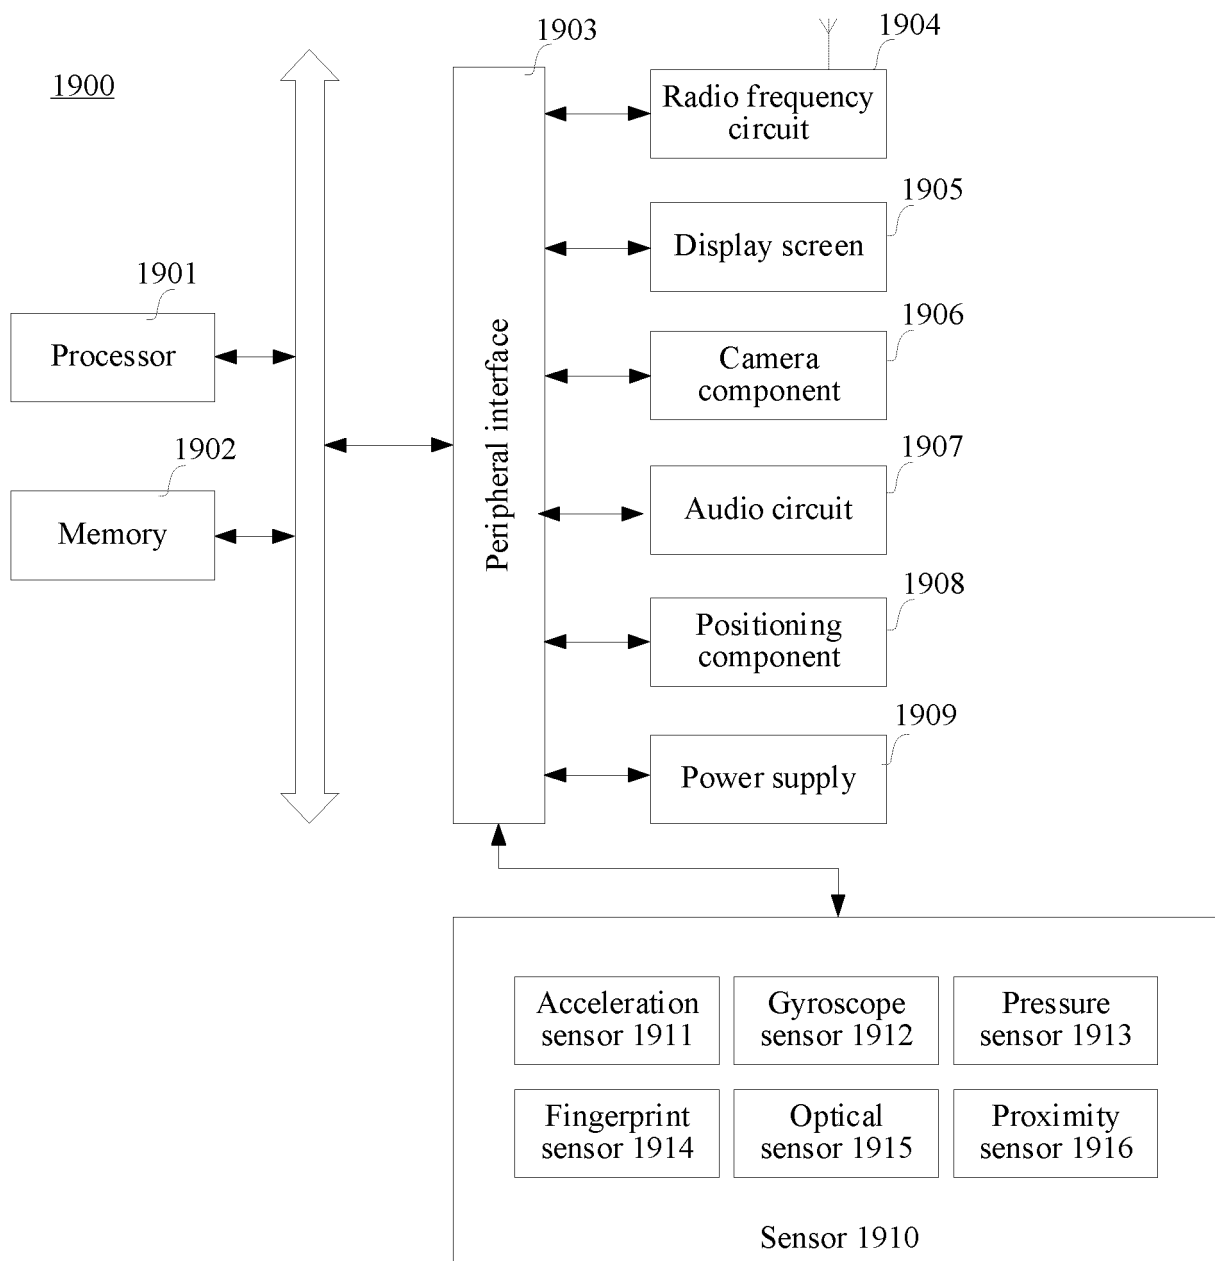 1900
1903
1904
Radio frequency
circuit
1905
Display screen
1901
Processor
1906
Camera
component
Peripheral interface
1902
Memory
1907
Audio circuit
1908
Positioning
component
1909
Power supply
Acceleration
sensor 1911
Gyroscope
sensor 1912
Pressure
sensor 1913
Fingerprint
sensor 1914
Optical
sensor 1915
Proximity
sensor 1916
Sensor 1910